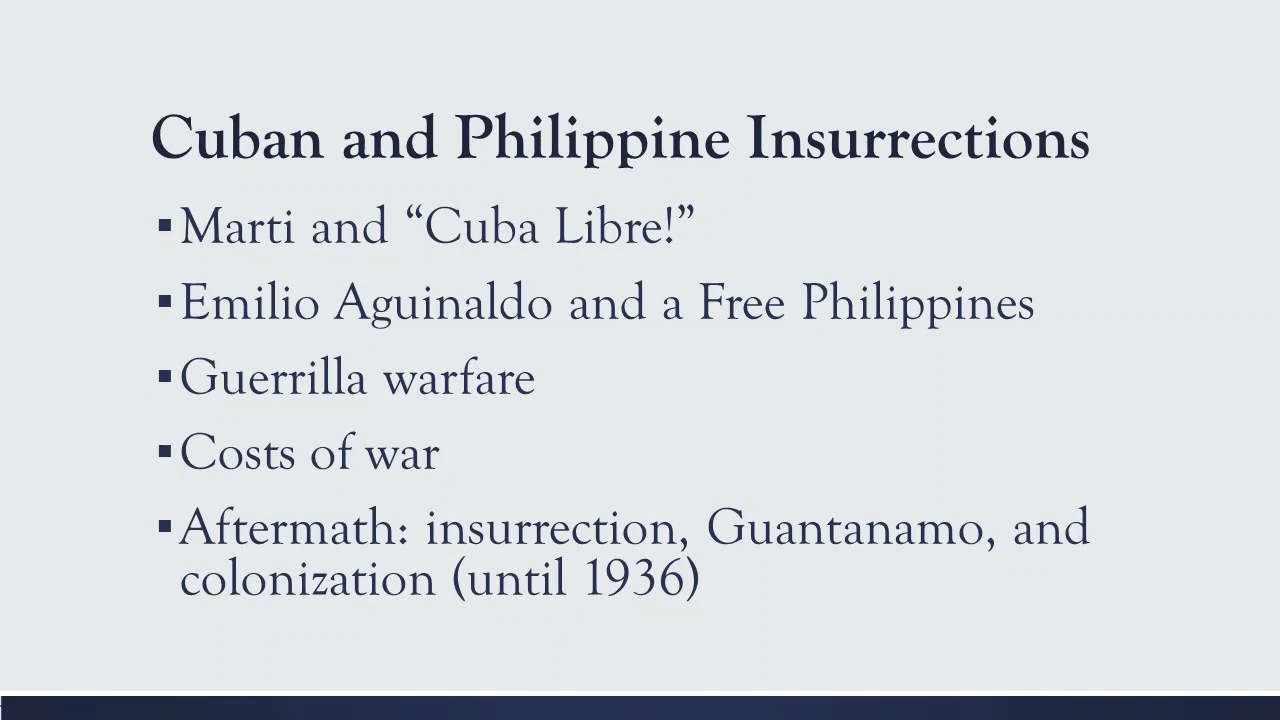 Cuban and Philippine Insurrections
▪Marti and “Cuba Libre!”
▪Emilio Aguinaldo and a Free Philippines
▪Guerrilla warfare
▪Costs of war
▪Aftermath: insurrection, Guantanamo, and
colonization (until 1936)